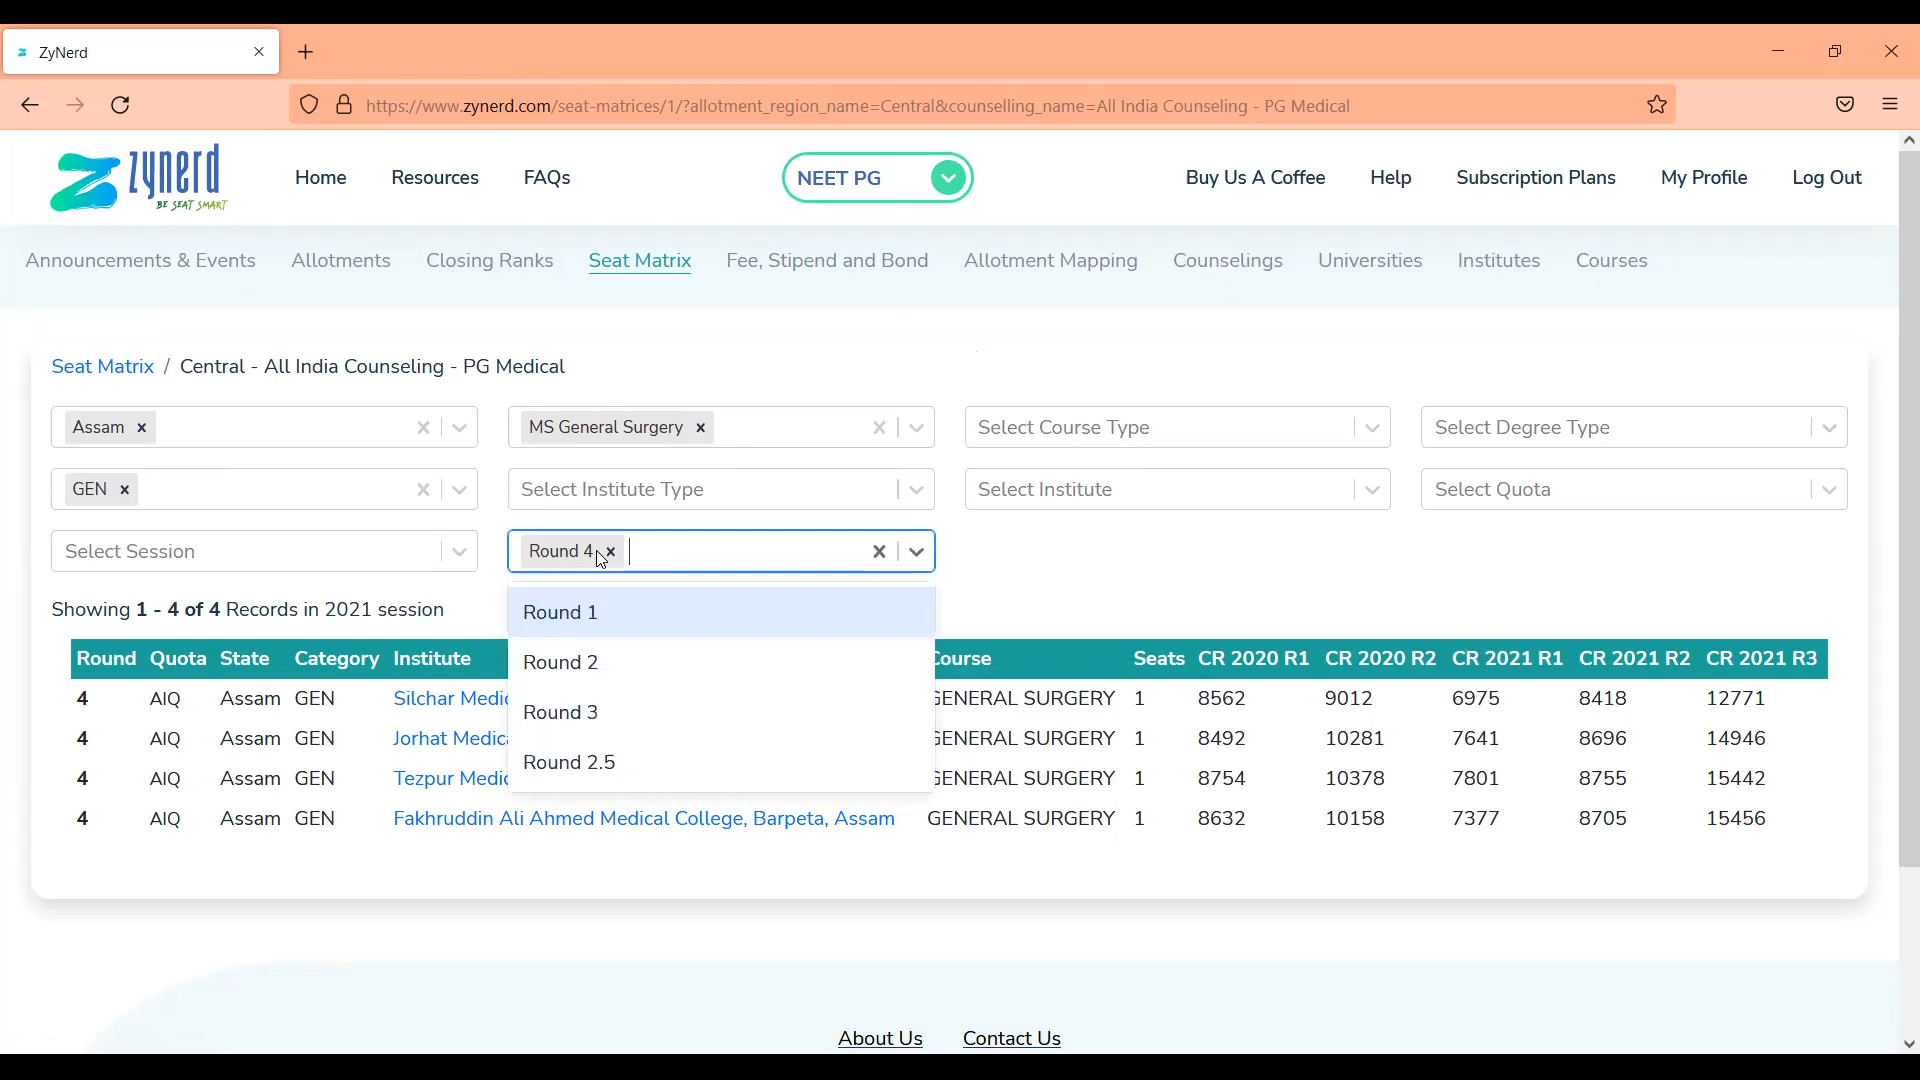 ZyNerd
https://www.zynerd.com/seat-matrices/1/?allotment_region_name=Central&counselling_name=All India Counseling - PG Medical
zynerd
BE SEAT SMART
Home Resources FAQs NEET PG Buy Us A Coffee Help Subscription Plans My Profile Log Out
Announcements & Events Allotments Closing Ranks Seat Matrix Fee, Stipend and Bond Allotment Mapping Counselings Universities Institutes Courses
Seat Matrix / Central - All India Counseling - PG Medical
Assam MS General Surgery Select Course Type Select Degree Type
GEN Select Institute Type Select Institute Select Quota
Select Session Round 4
Showing 1 - 4 of 4 Records in 2021 session
Round 1
Round 2
Round 3
Round 2.5
Round Quota State Category Institute Course Seats CR 2020 R1 CR 2020 R2 CR 2021 R1 CR 2021 R2 CR 2021 R3
4 AIQ Assam GEN Silchar GENERAL SURGERY 1 8562 9012 6975 8418 12771
4 AIQ Assam GEN Jorhat GENERAL SURGERY 1 8492 10281 7641 8696 14946
4 AIQ Assam GEN Tezpur GENERAL SURGERY 1 8754 10378 7801 8755 15442
4 AIQ Assam GEN Fakhruddin Ali Ahmed Medical College, Barpeta, Assam GENERAL SURGERY 1 8632 10158 7377 8705 15456
About Us Contact Us